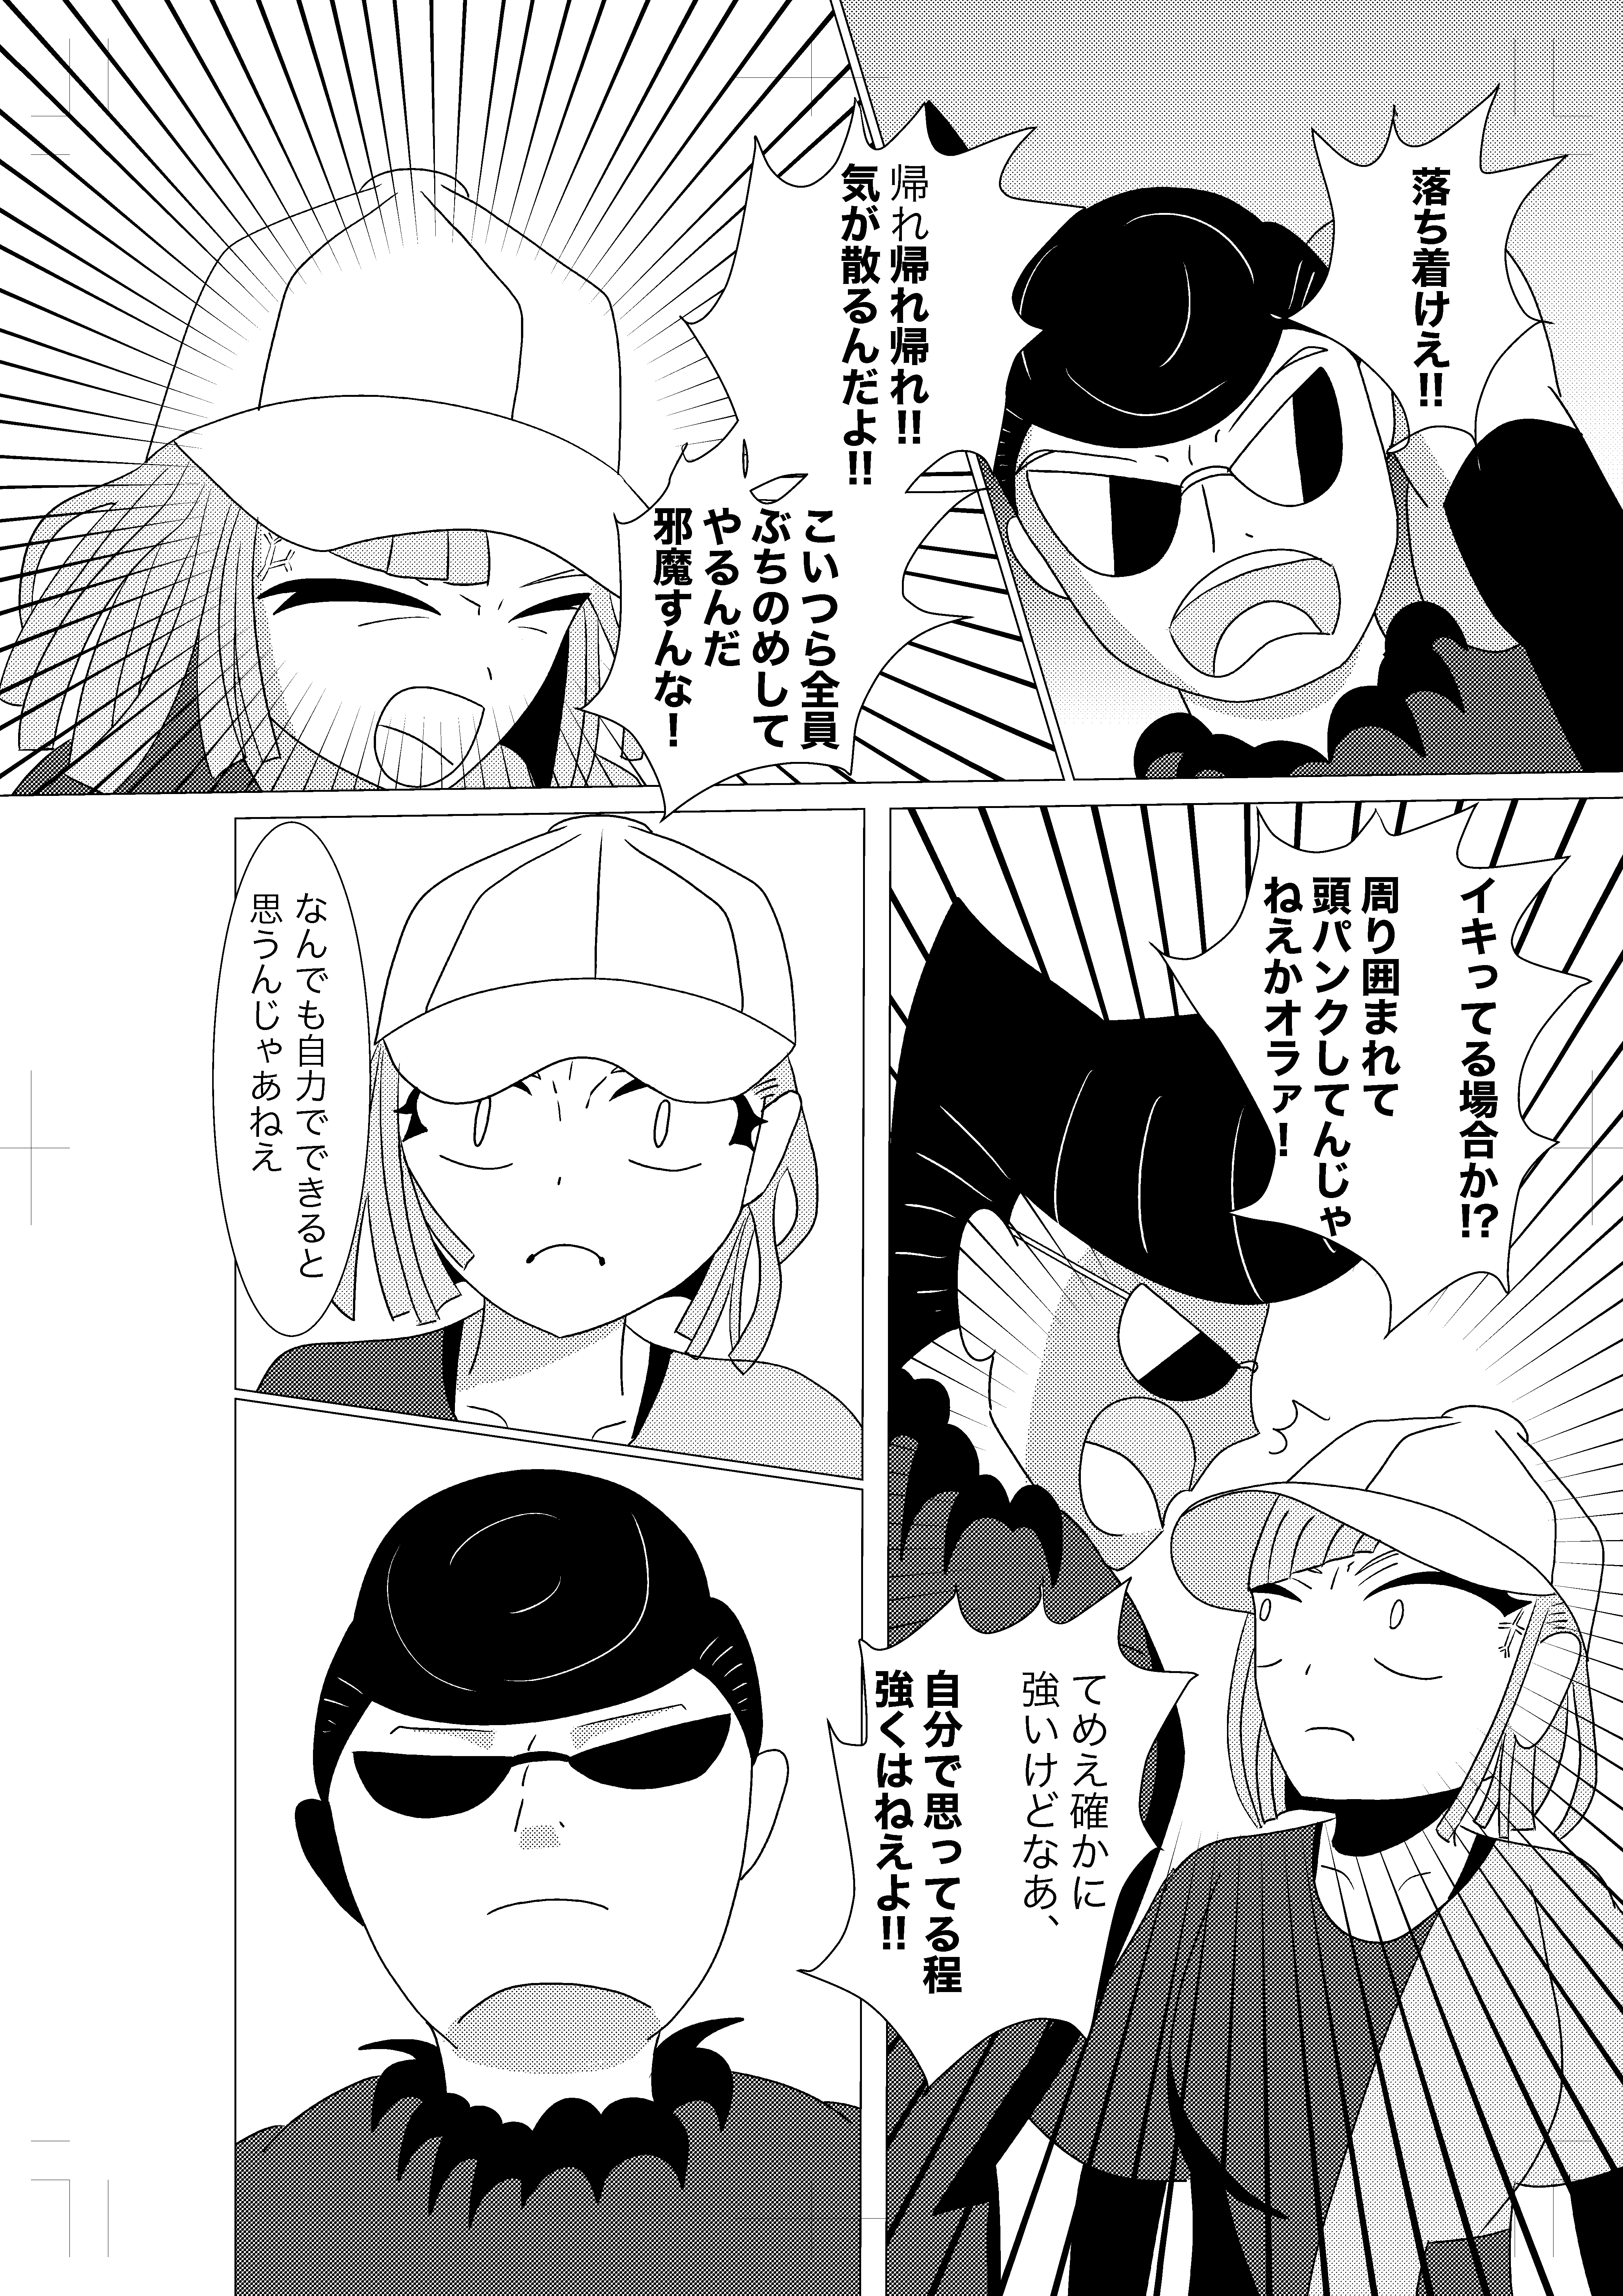 落ち着けえ!!
帰れ帰れ帰れ!!
気が散るんだよ!!
こいつら全員
ぶちのめして
やるんだ
邪魔すんな!
イキってる場合か!?
周り囲まれて
頭パンクしてんじゃ
ねえかオラァ!
てめえ確かに
強いけどなあ、
自分で思ってる程
強くはねえよ!!
なんでも自力でできると
思うんじゃあねえ